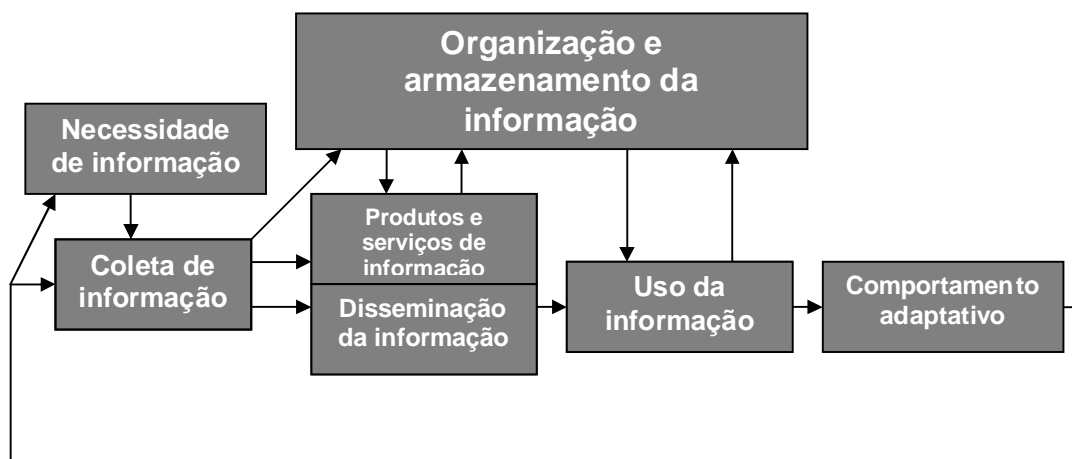 Organização e
armazenamento da
informação
Necessidade
de informação
Produtos e
serviços de
informação
Coleta de
informação
Disseminação
da informação
Uso da
informação
Comportamento
adaptativo